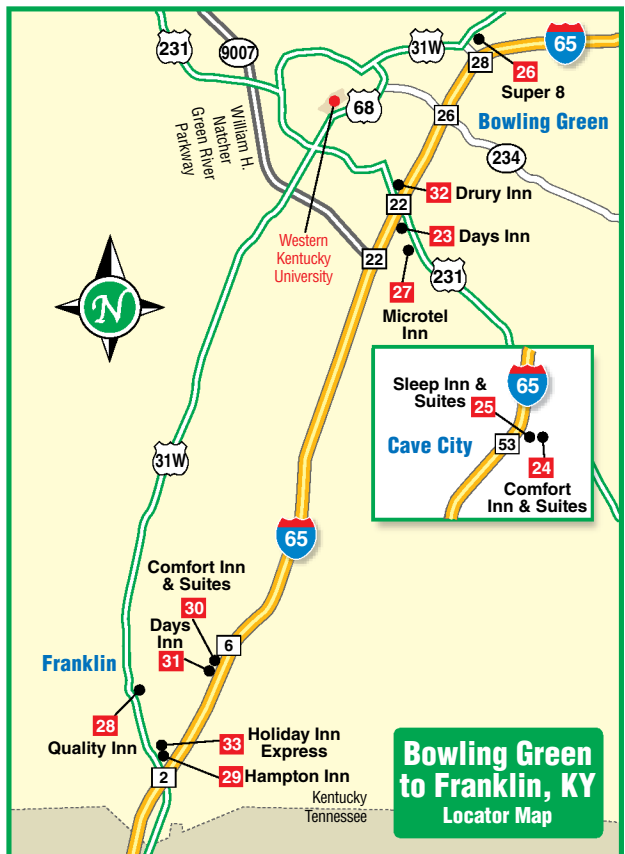 231
9007
31W
65
28
26
Super 8
68
26
Bowling Green
William H.
Natcher
Green River
Parkway
234
32 Drury Inn
22
23 Days Inn
Western
Kentucky
University
22
27
231
Microtel
Inn
N
Sleep Inn &
Suites
25
65
Cave City
53
24
Comfort
Inn & Suites
31W
65
Comfort Inn
& Suites
30
Days
Inn
31
6
Franklin
28
Quality Inn
33 Holiday Inn
Express
29 Hampton Inn
2
Kentucky
Tennessee
Bowling Green
to Franklin, KY
Locator Map